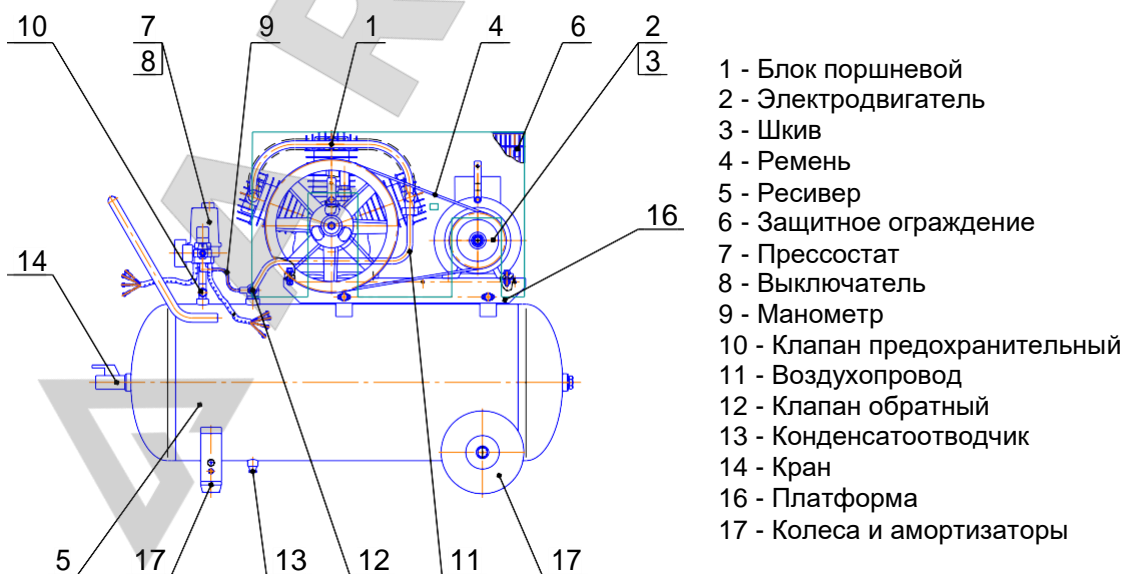 10 7 9 1 4 6 2
8 3
1 - Блок поршневой
2 - Электродвигатель
3 - Шкив
4 - Ремень
5 - Ресивер
6 - Защитное ограждение
7 - Прессостат
8 - Выключатель
9 - Манометр
10 - Клапан предохранительный
11 - Воздухопровод
12 - Клапан обратный
13 - Конденсатоотводчик
14 - Кран
16 - Платформа
17 - Колеса и амортизаторы
16
14
5 17 13 12 11 17